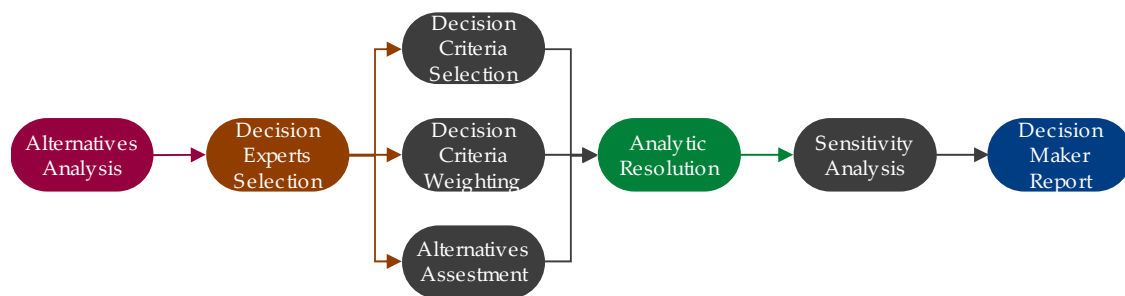 Alternatives
Analysis
Decision
Experts
Selection
Decision
Criteria
Selection
Decision
Criteria
Weighting
Alternatives
Assestment
Analytic
Resolution
Sensitivity
Analysis
Decision
Maker
Report